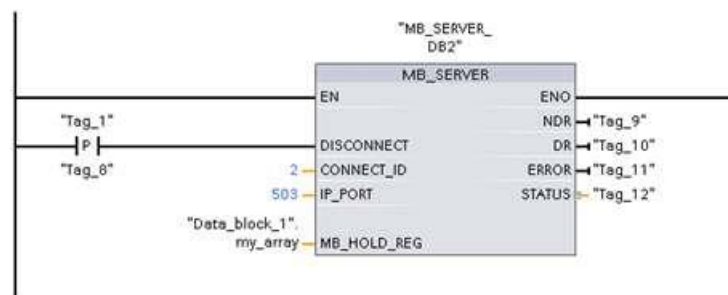 "MB_SERVER_
DB2"
MB_SERVER
EN ENO
"Tag_1" NDR "Tag_9"
P DISCONNECT DR "Tag_10"
"Tag_8" 2 CONNECT_ID ERROR "Tag_11"
503 IP_PORT STATUS "Tag_12"
"Data_block_1".
my_array MB_HOLD_REG